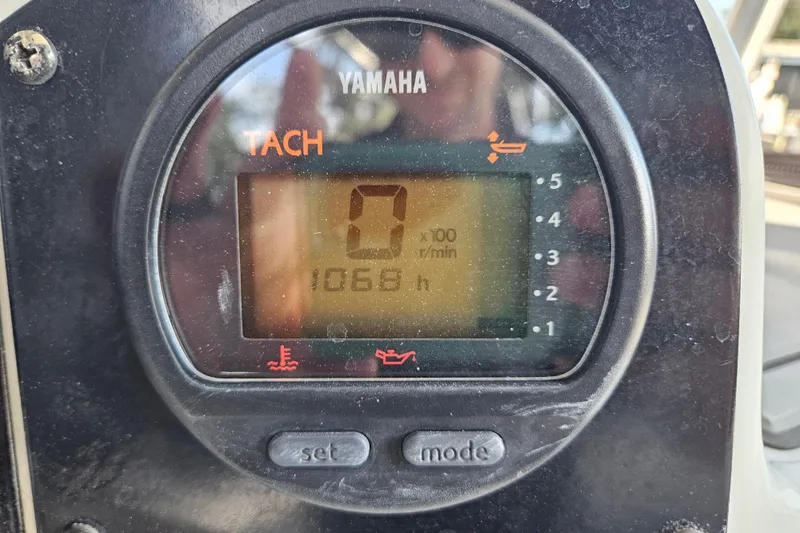 YAMAHA
TACH
0 x100
r/min
1068 h
•5
•4
•3
•2
•1
set
mode